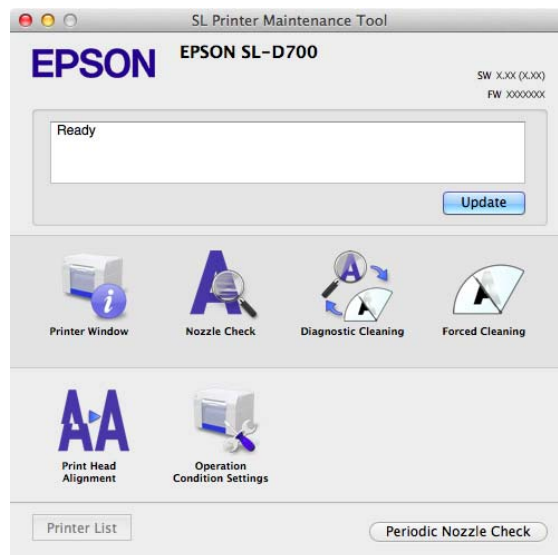 SL Printer Maintenance Tool
EPSON
EPSON SL-D700
SW X.XX (X.XX)
FW XXXXXXX
Ready
Update
Printer Window
Nozzle Check
Diagnostic Cleaning
Forced Cleaning
Print Head
Alignment
Operation
Condition Settings
Printer List
Periodic Nozzle Check